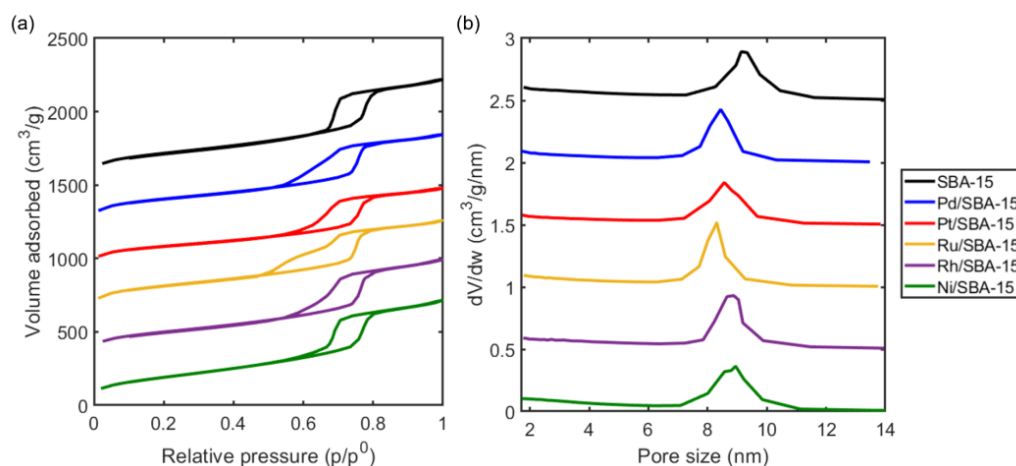 (a)
2500
2000
1500
1000
500
0
Volume adsorbed (cm³/g)
0 0.2 0.4 0.6 0.8 1
Relative pressure (p/p⁰)
(b)
3
2.5
2
1.5
1
0.5
0
dV/dw (cm³/g/nm)
2 4 6 8 10 12 14
Pore size (nm)
SBA-15
Pd/SBA-15
Pt/SBA-15
Ru/SBA-15
Rh/SBA-15
Ni/SBA-15